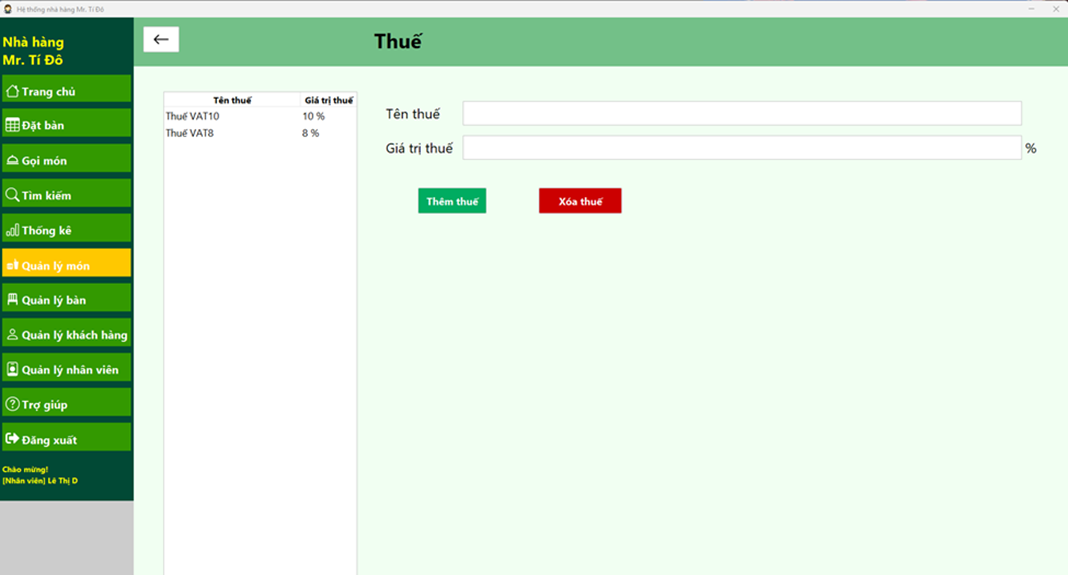 Hệ thống nhà hàng Mr. Tí Đô
Nhà hàng
Mr. Tí Đô
Trang chủ
Đặt bàn
Gọi món
Tìm kiếm
Thống kê
Quản lý món
Quản lý bàn
Quản lý khách hàng
Quản lý nhân viên
Trợ giúp
Đăng xuất
Chào mừng!
[Nhân viên] Lê Thị D
Thuế
Tên thuế Giá trị thuế
Thuế VAT10 10 %
Thuế VAT8 8 %
Tên thuế
Giá trị thuế %
Thêm thuế Xóa thuế